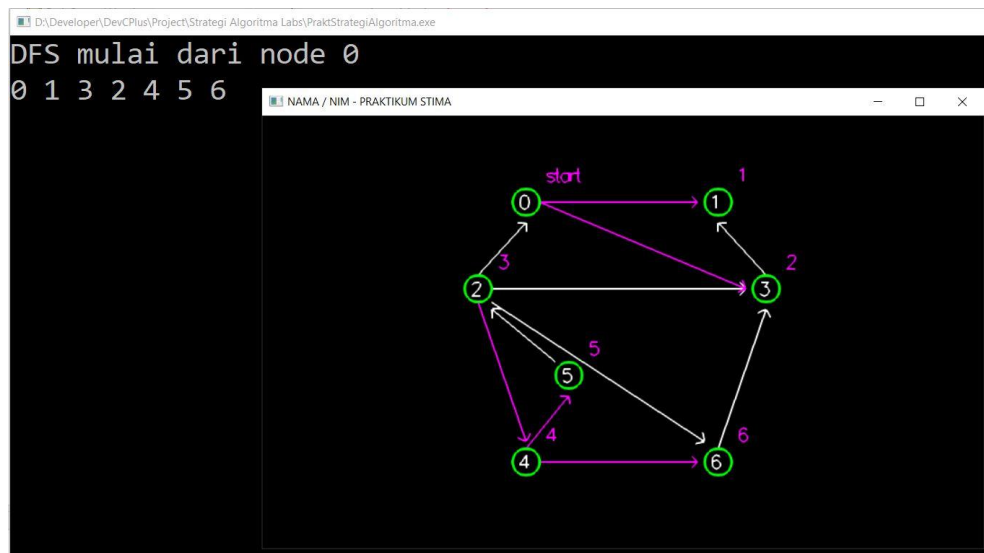 D:\Developer\DevCPlus\Project\Strategi Algoritma Labs\PraktStrategiAlgoritma.exe
DFS mulai dari node 0
0 1 3 2 4 5 6
NAMA / NIM - PRAKTIKUM STIMA
start
1
0
1
3
2
2
3
5
5
4
6
4
6